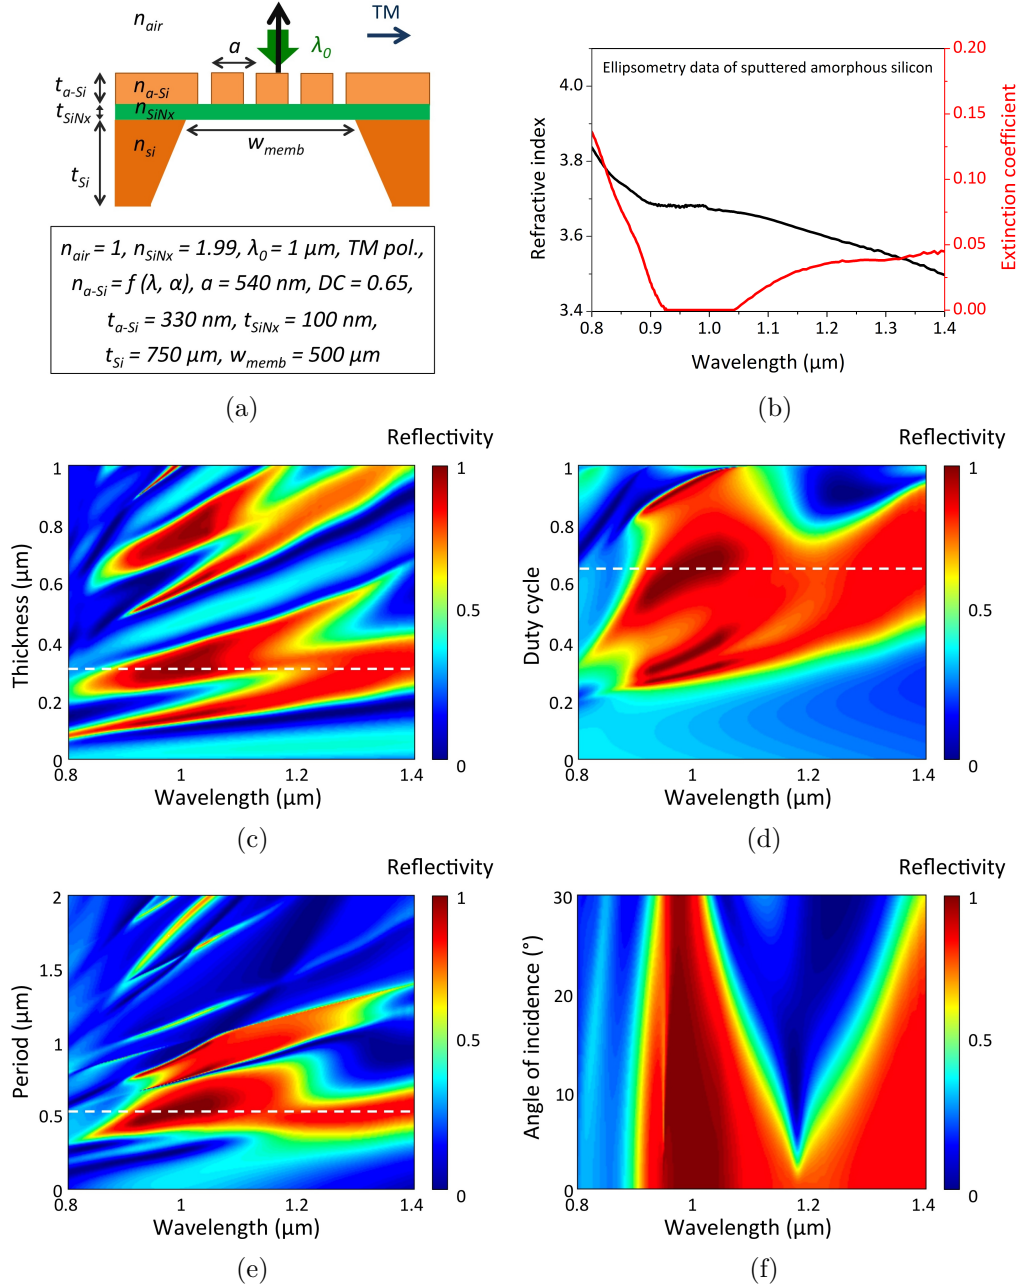 n_air
TM
a
λ_0
t_a-Si
n_a-Si
t_SiNx
n_SiNx
n_si
w_memb
t_Si
n_air = 1, n_SiNx = 1.99, λ_0 = 1 µm, TM pol.,
n_a-Si = f (λ, α), a = 540 nm, DC = 0.65,
t_a-Si = 330 nm, t_SiNx = 100 nm,
t_Si = 750 µm, w_memb = 500 µm
(a)
Ellipsometry data of sputtered amorphous silicon
Refractive index
4.0
3.8
3.6
3.4
0.20
0.15
0.10
0.05
0.00
Extinction coefficient
0.8 0.9 1.0 1.1 1.2 1.3 1.4
Wavelength (µm)
(b)
Reflectivity
Thickness (µm)
1
0.8
0.6
0.4
0.2
0
0.8 1 1.2 1.4
Wavelength (µm)
1
0.5
0
(c)
Reflectivity
Duty cycle
1
0.8
0.6
0.4
0.2
0
0.8 1 1.2 1.4
Wavelength (µm)
1
0.5
0
(d)
Reflectivity
Period (µm)
2
1.5
1
0.5
0
0.8 1 1.2 1.4
Wavelength (µm)
1
0.5
0
(e)
Reflectivity
Angle of incidence (°)
30
20
10
0
0.8 1 1.2 1.4
Wavelength (µm)
1
0.5
0
(f)